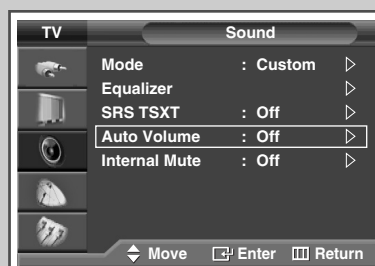 TV Sound
Mode : Custom
Equalizer
SRS TSXT : Off
Auto Volume : Off
Internal Mute : Off
Move Enter Return